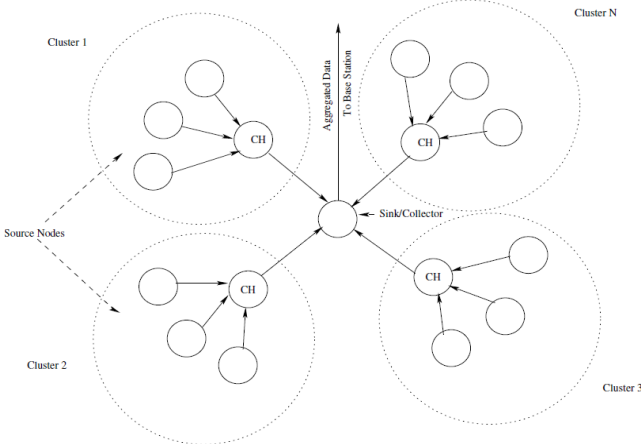 Cluster N
Cluster 1
Aggregated Data
To Base Station
CH
CH
Sink/Collector
Source Nodes
CH
CH
Cluster 2
Cluster 3